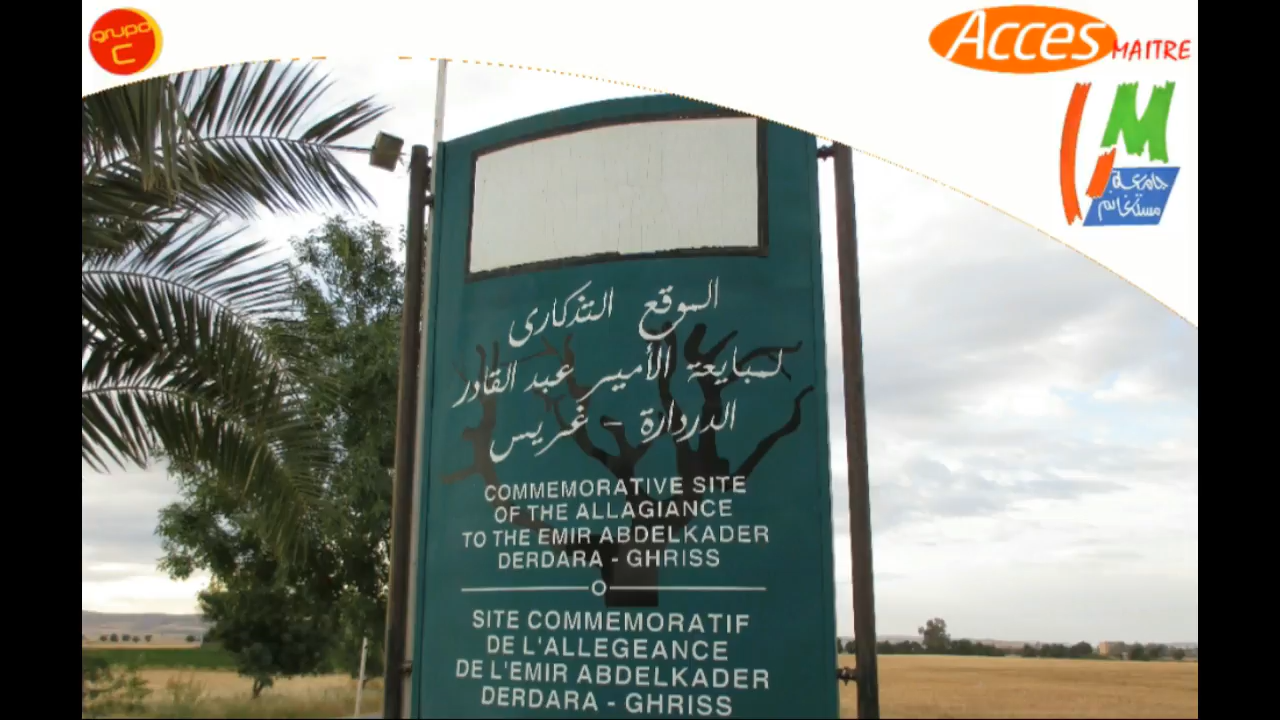 grupo
C
Acces
MAITRE
جامعة
مستغانم
الموقع التذكارى
لمبايعة الأمير عبد القادر
الدردارة - غريس
COMMEMORATIVE SITE
OF THE ALLAGIANCE
TO THE EMIR ABDELKADER
DERDARA - GHRISS
SITE COMMEMORATIF
DE L'ALLEGEANCE
DE L'EMIR ABDELKADER
DERDARA - GHRISS